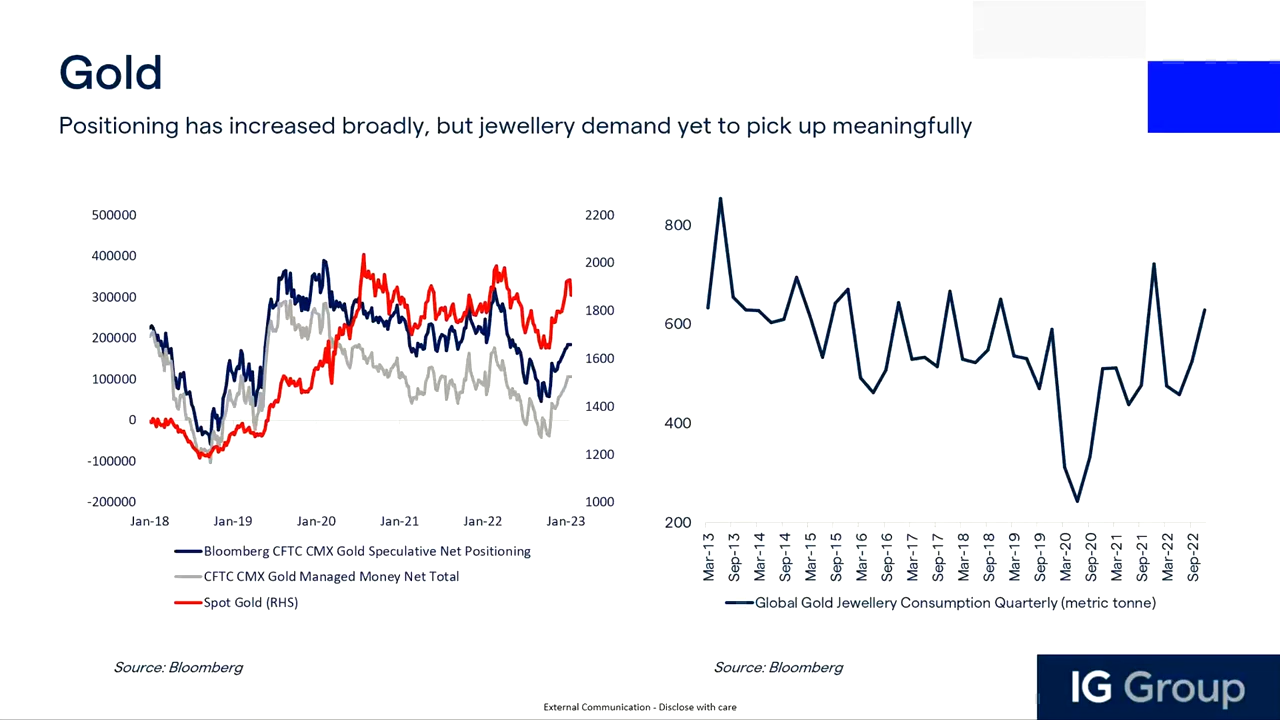 Gold
Positioning has increased broadly, but jewellery demand yet to pick up meaningfully
500000
400000
300000
200000
100000
0
-100000
-200000
2200
2000
1800
1600
1400
1200
1000
Jan-18 Jan-19 Jan-20 Jan-21 Jan-22 Jan-23
Bloomberg CFTC CMX Gold Speculative Net Positioning
CFTC CMX Gold Managed Money Net Total
Spot Gold (RHS)
800
600
400
200
Mar-13
Sep-13
Mar-14
Sep-14
Mar-15
Sep-15
Mar-16
Sep-16
Mar-17
Sep-17
Mar-18
Sep-18
Mar-19
Sep-19
Mar-20
Sep-20
Mar-21
Sep-21
Mar-22
Sep-22
Global Gold Jewellery Consumption Quarterly (metric tonne)
Source: Bloomberg
Source: Bloomberg
IG Group
External Communication - Disclose with care